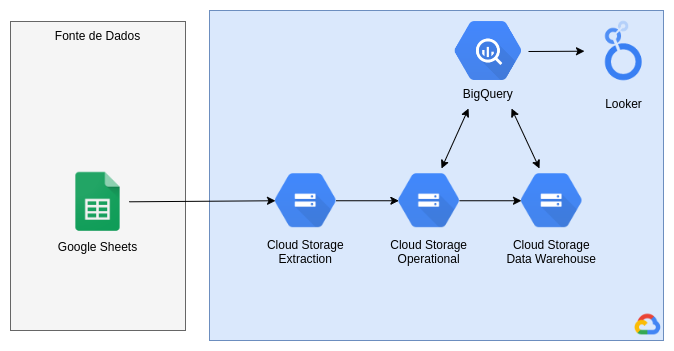 Fonte de Dados
BigQuery
Looker
Google Sheets
Cloud Storage
Extraction
Cloud Storage
Operational
Cloud Storage
Data Warehouse